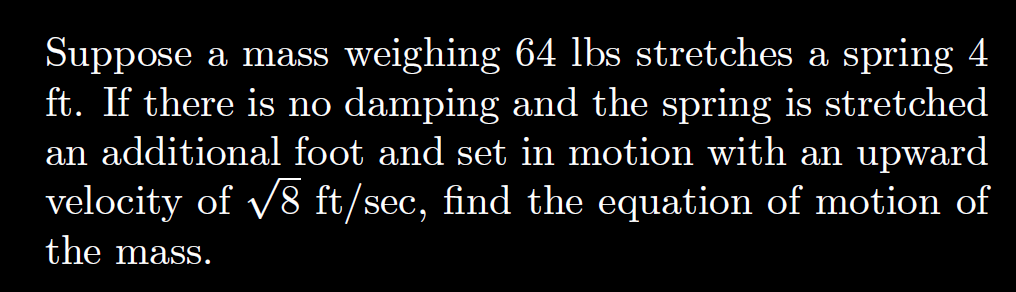 Suppose a mass weighing 64 lbs stretches a spring 4
ft. If there is no damping and the spring is stretched
an additional foot and set in motion with an upward
velocity of √8 ft/sec, find the equation of motion of
the mass.